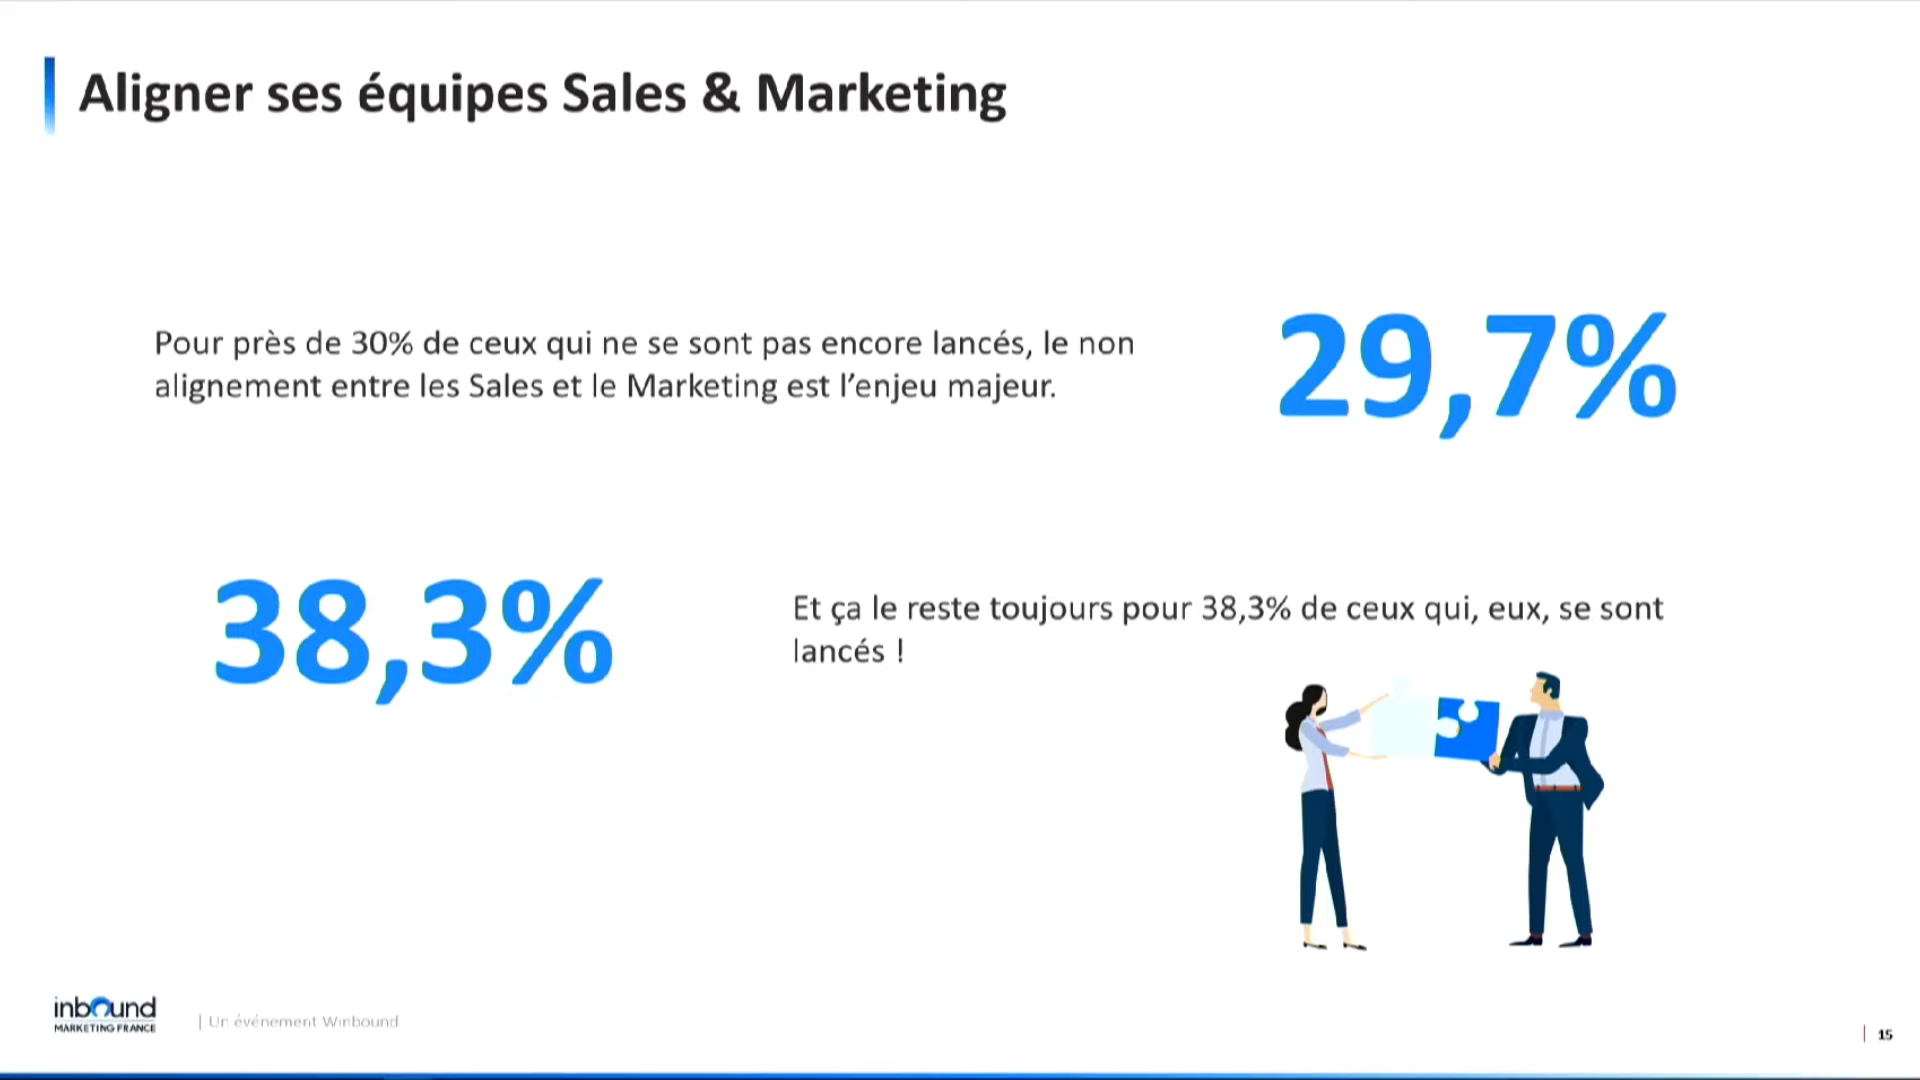 Aligner ses équipes Sales & Marketing
Pour près de 30% de ceux qui ne se sont pas encore lancés, le non
alignement entre les Sales et le Marketing est l’enjeu majeur.
29,7%
38,3%
Et ça le reste toujours pour 38,3% de ceux qui, eux, se sont
lancés !
inbound
MARKETING FRANCE
| Un événement Winbound
| 15